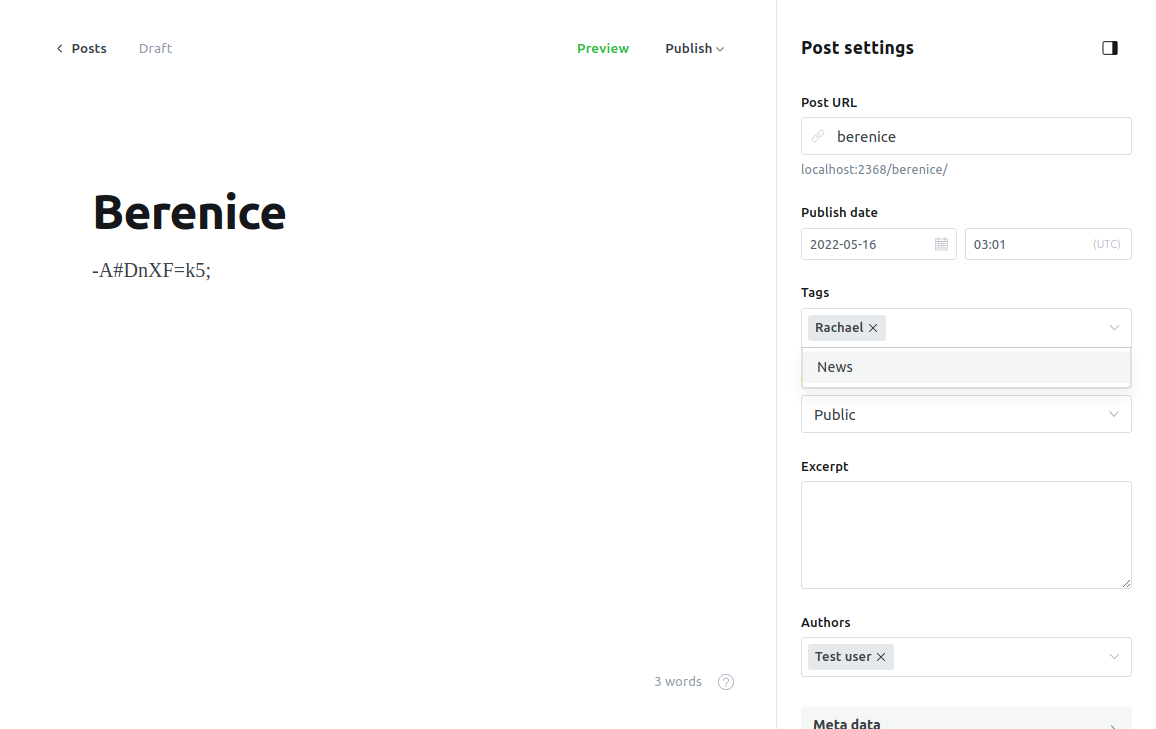 Posts
Draft
Preview
Publish
Berenice
-A#DnXF=k5;
3 words
?
Post settings
Post URL
berenice
localhost:2368/berenice/
Publish date
2022-05-16
03:01
(UTC)
Tags
Rachael
News
Public
Excerpt
Authors
Test user
Meta data